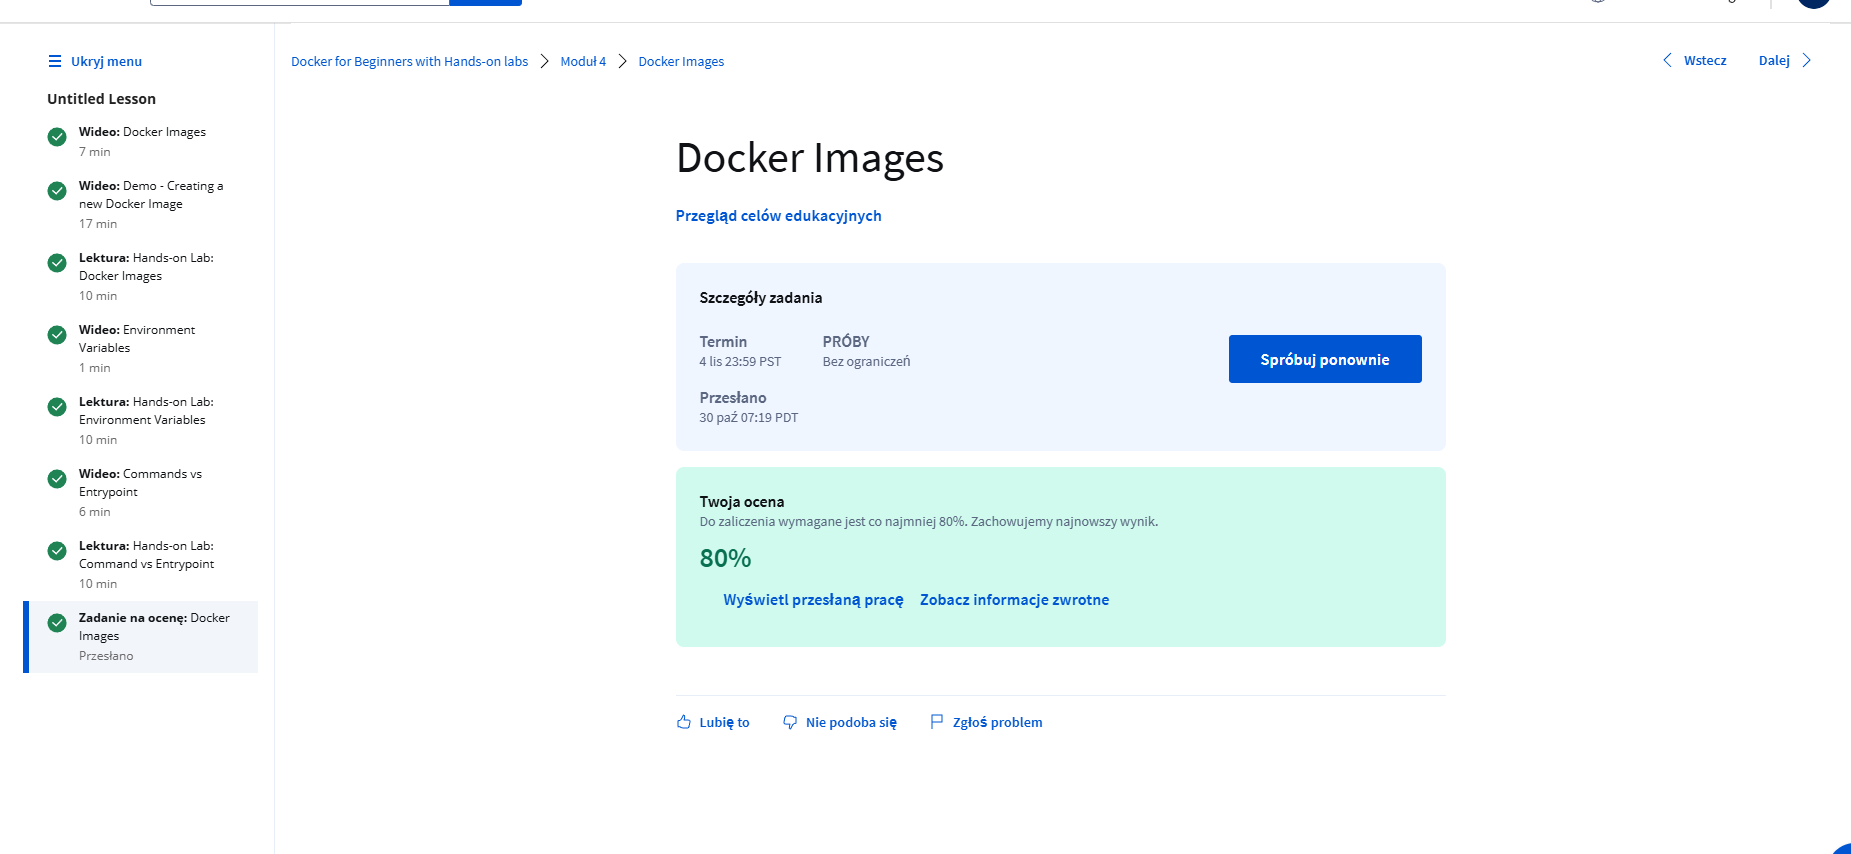 Ukryj menu
Docker for Beginners with Hands-on labs
Moduł 4
Docker Images
Wstecz
Dalej
Untitled Lesson
Wideo: Docker Images
7 min
Wideo: Demo - Creating a
new Docker Image
17 min
Lektura: Hands-on Lab:
Docker Images
10 min
Wideo: Environment
Variables
1 min
Lektura: Hands-on Lab:
Environment Variables
10 min
Wideo: Commands vs
Entrypoint
6 min
Lektura: Hands-on Lab:
Command vs Entrypoint
10 min
Zadanie na ocenę: Docker
Images
Przesłano
Docker Images
Przegląd celów edukacyjnych
Szczegóły zadania
Termin
4 lis 23:59 PST
PRÓBY
Bez ograniczeń
Przesłano
30 paź 07:19 PDT
Spróbuj ponownie
Twoja ocena
Do zaliczenia wymagane jest co najmniej 80%. Zachowujemy najnowszy wynik.
80%
Wyświetl przesłaną pracę
Zobacz informacje zwrotne
Lubię to
Nie podoba się
Zgłoś problem